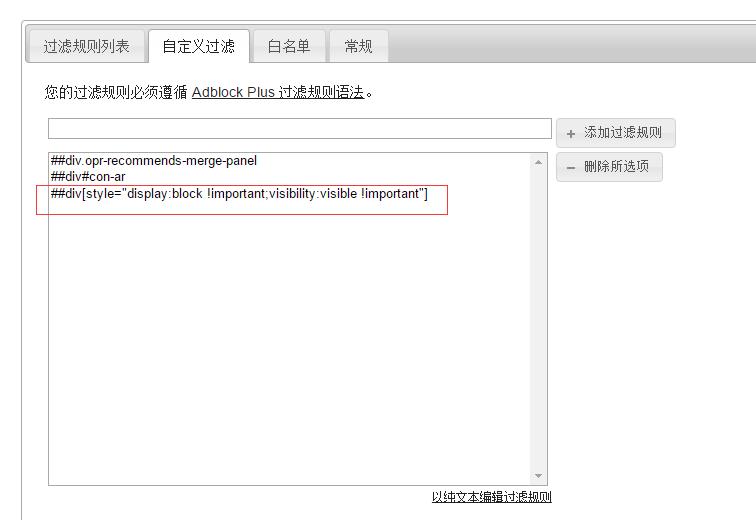 过滤规则列表 自定义过滤 白名单 常规
您的过滤规则必须遵循 Adblock Plus 过滤规则语法。
+ 添加过滤规则
##div.opr-recommends-merge-panel
− 删除所选项
##div#con-ar
##div[style="display:block !important;visibility:visible !important"]
以纯文本编辑过滤规则